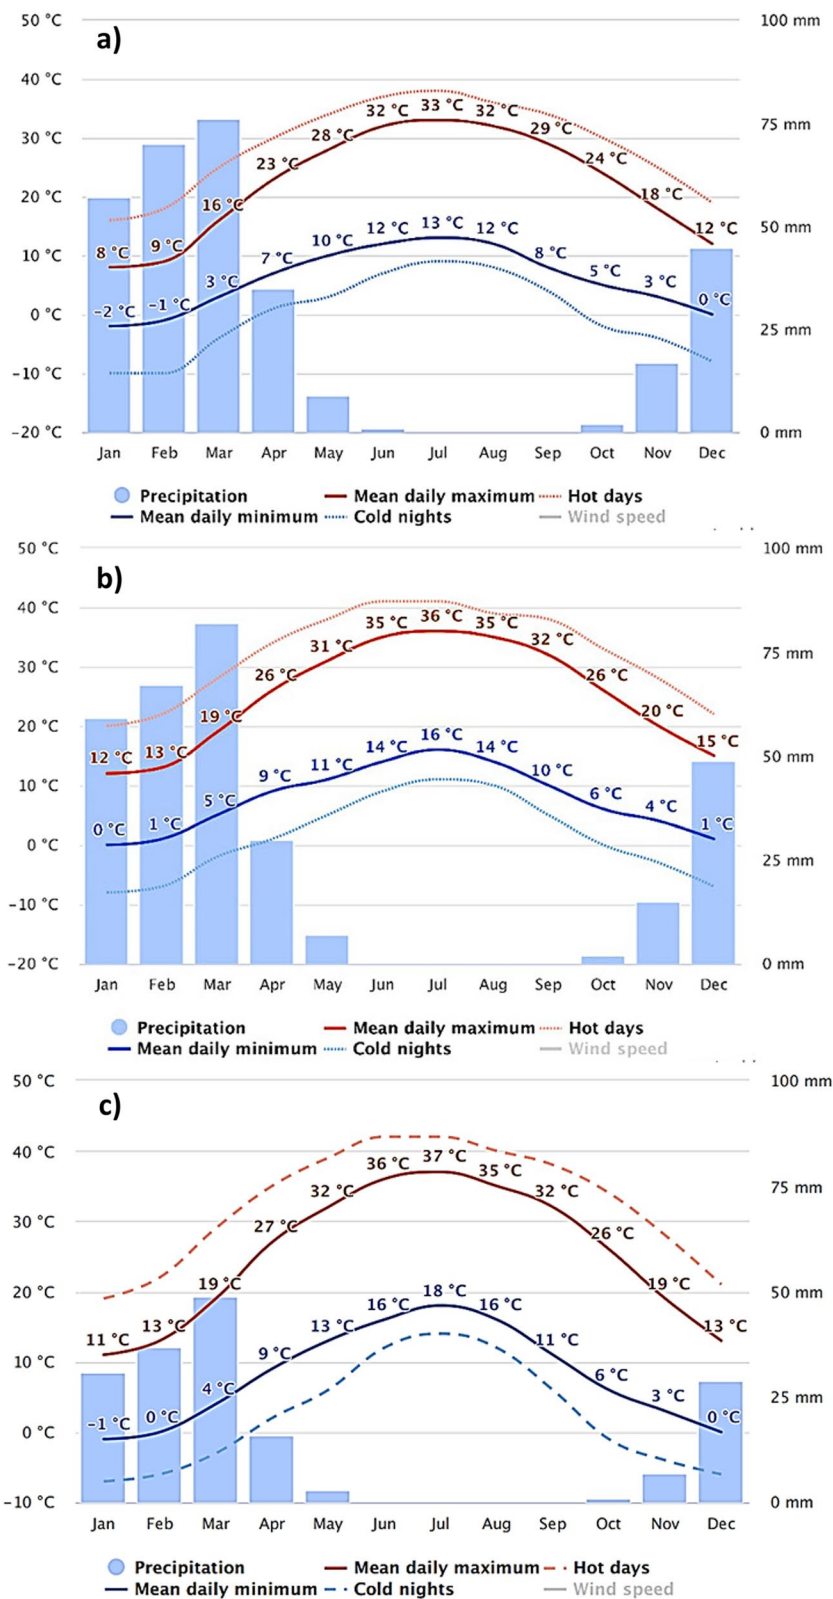 50 °C 100 mm
a)
40 °C
32 °C 33 °C 32 °C
30 °C 28 °C 29 °C 75 mm
23 °C 24 °C
20 °C 16 °C 18 °C
12 °C 13 °C 12 °C 12 °C 50 mm
10 °C 8 °C 9 °C 7 °C 10 °C 8 °C 5 °C
3 °C 3 °C 0 °C
0 °C −2 °C −1 °C 25 mm
−10 °C
−20 °C 0 mm
Jan Feb Mar Apr May Jun Jul Aug Sep Oct Nov Dec
Precipitation Mean daily maximum Hot days
Mean daily minimum Cold nights Wind speed
50 °C 100 mm
b)
40 °C
35 °C 36 °C 35 °C
30 °C 31 °C 32 °C 75 mm
26 °C 26 °C
20 °C 19 °C 20 °C
12 °C 13 °C 14 °C 16 °C 14 °C 15 °C 50 mm
10 °C 9 °C 11 °C 10 °C
5 °C 6 °C 4 °C
0 °C 0 °C 1 °C 1 °C 25 mm
−10 °C
−20 °C 0 mm
Jan Feb Mar Apr May Jun Jul Aug Sep Oct Nov Dec
Precipitation Mean daily maximum Hot days
Mean daily minimum Cold nights Wind speed
50 °C 100 mm
c)
40 °C
36 °C 37 °C 35 °C
32 °C 32 °C 75 mm
30 °C 27 °C 26 °C
20 °C 19 °C 18 °C 19 °C 50 mm
11 °C 13 °C 13 °C 16 °C 16 °C 13 °C
10 °C 9 °C 11 °C
4 °C 6 °C 3 °C 25 mm
0 °C −1 °C 0 °C 0 °C
−10 °C 0 mm
Jan Feb Mar Apr May Jun Jul Aug Sep Oct Nov Dec
Precipitation Mean daily maximum Hot days
Mean daily minimum Cold nights Wind speed